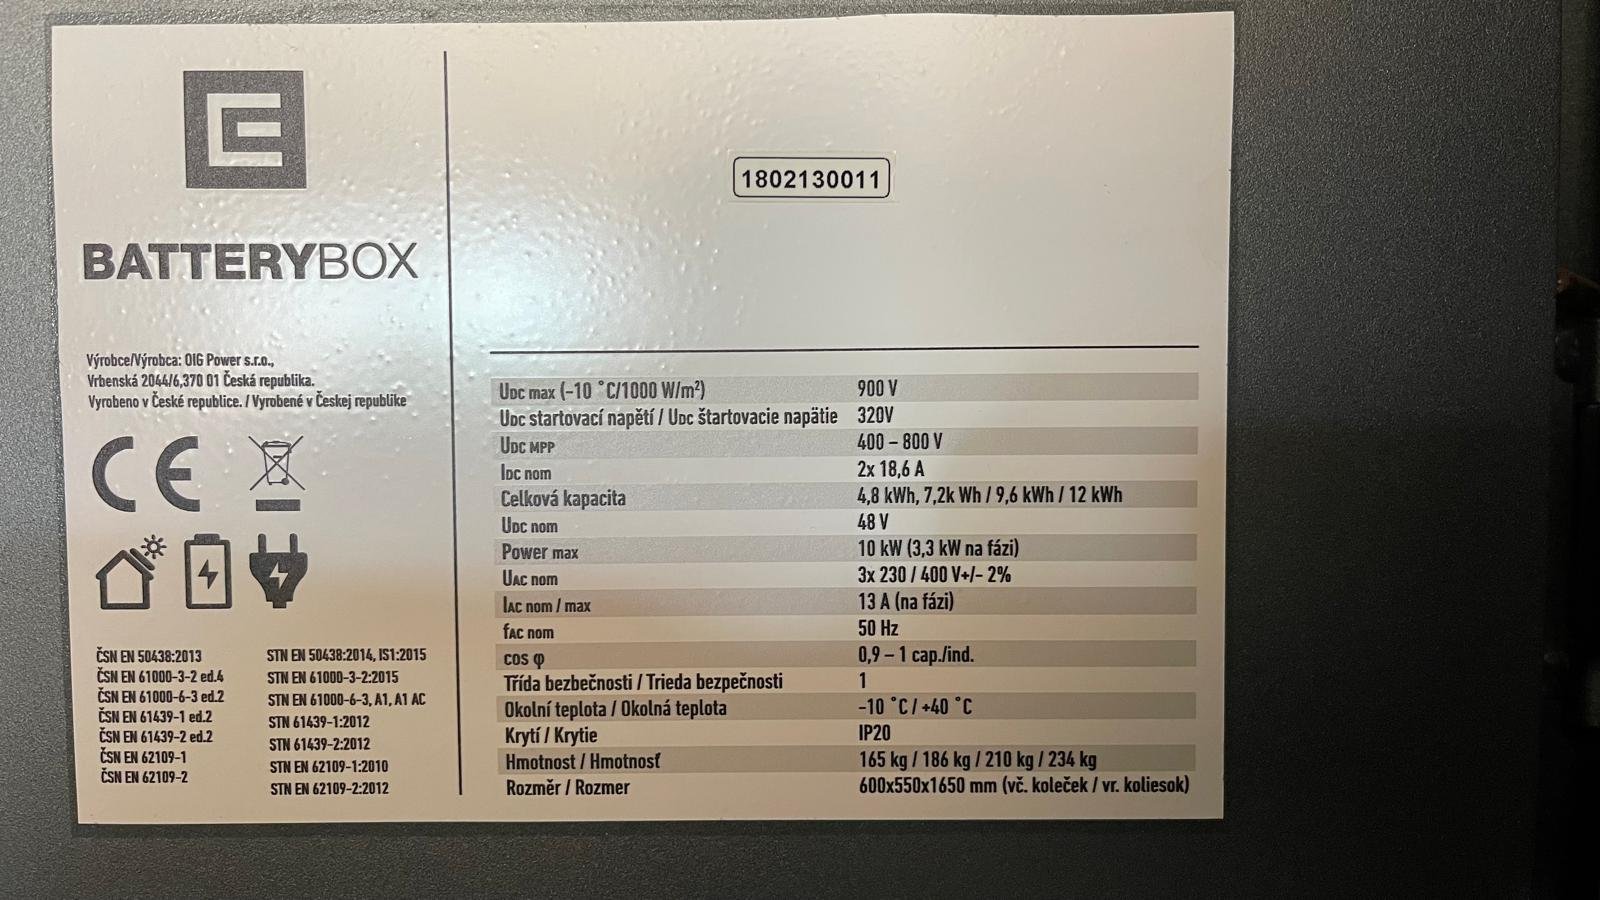 BATTERYBOX
Výrobce/Výrobca: OIG Power s.r.o.,
Vrbenská 2044/6,370 01 Česká republika.
Vyrobeno v České republice. / Vyrobené v Českej republike
CE
ČSN EN 50438:2013
ČSN EN 61000-3-2 ed.4
ČSN EN 61000-6-3 ed.2
ČSN EN 61439-1 ed.2
ČSN EN 61439-2 ed.2
ČSN EN 62109-1
ČSN EN 62109-2
STN EN 50438:2014, IS1:2015
STN EN 61000-3-2:2015
STN EN 61000-6-3, A1, A1 AC
STN 61439-1:2012
STN 61439-2:2012
STN EN 62109-1:2010
STN EN 62109-2:2012
1802130011
UDC max (-10 °C/1000 W/m²) 900 V
UDC startovací napětí / UDC štartovacie napätie 320V
UDC MPP 400 – 800 V
IDC nom 2x 18,6 A
Celková kapacita 4,8 kWh, 7,2k Wh / 9,6 kWh / 12 kWh
UDC nom 48 V
Power max 10 kW (3,3 kW na fázi)
UAC nom 3x 230 / 400 V+/- 2%
IAC nom / max 13 A (na fázi)
fAC nom 50 Hz
cos φ 0,9 – 1 cap./ind.
Třída bezbečnosti / Trieda bezpečnosti 1
Okolní teplota / Okolná teplota -10 °C / +40 °C
Krytí / Krytie IP20
Hmotnost / Hmotnosť 165 kg / 186 kg / 210 kg / 234 kg
Rozměr / Rozmer 600x550x1650 mm (vč. koleček / vr. koliesok)